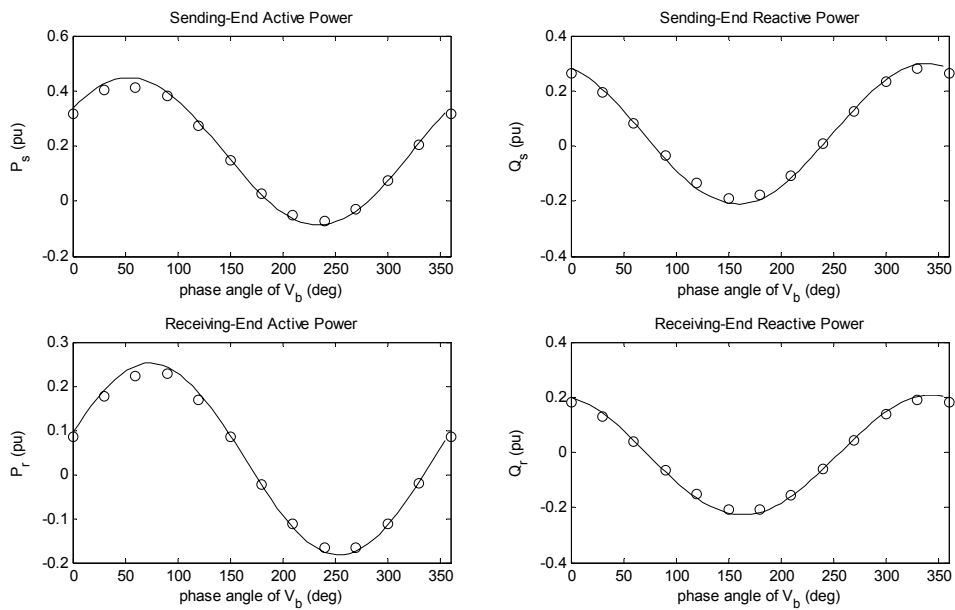 Sending-End Active Power
0.6
0.4
0.2
0
-0.2
P_s (pu)
0 50 100 150 200 250 300 350
phase angle of V_b (deg)
Sending-End Reactive Power
0.4
0.2
0
-0.2
-0.4
Q_s (pu)
0 50 100 150 200 250 300 350
phase angle of V_b (deg)
Receiving-End Active Power
0.3
0.2
0.1
0
-0.1
-0.2
P_r (pu)
0 50 100 150 200 250 300 350
phase angle of V_b (deg)
Receiving-End Reactive Power
0.4
0.2
0
-0.2
-0.4
Q_r (pu)
0 50 100 150 200 250 300 350
phase angle of V_b (deg)